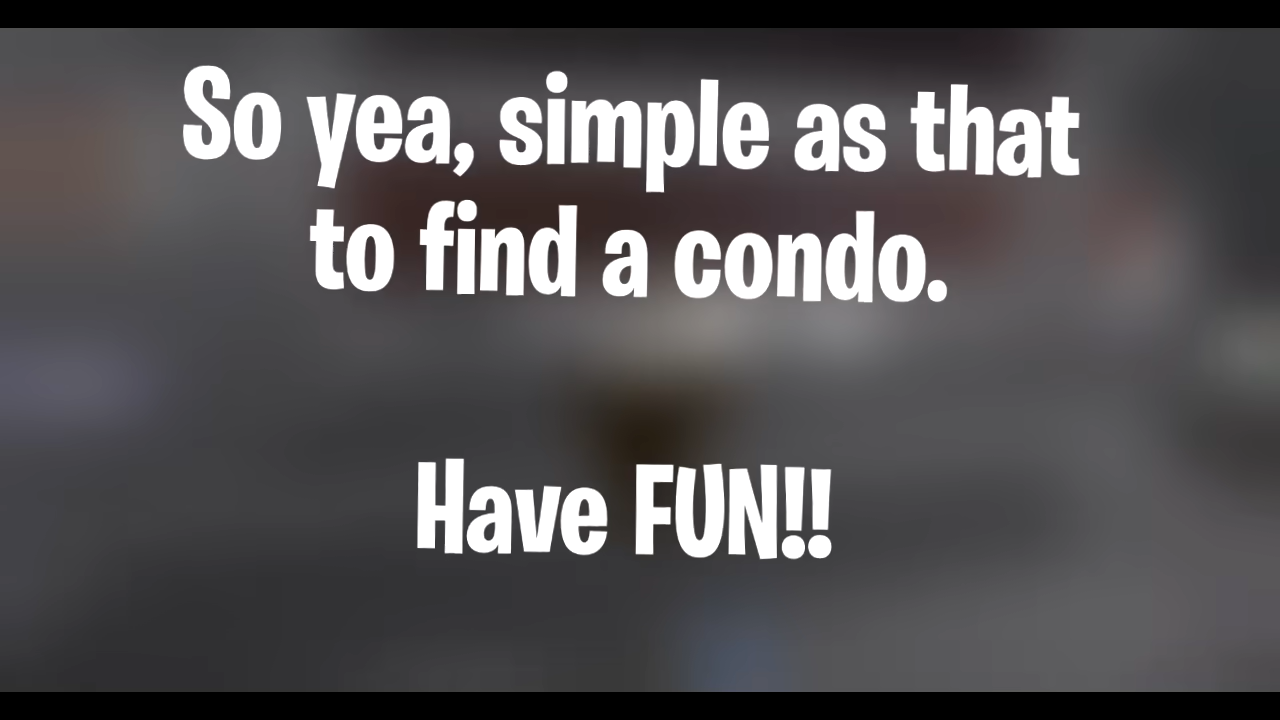 So yea, simple as that
to find a condo.
Have FUN!!